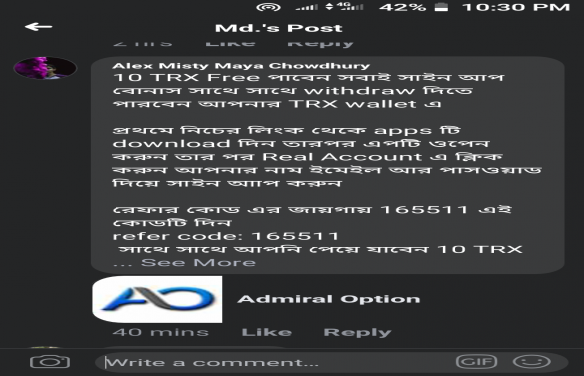 42% 10:30 PM
Md.'s Post
2 hrs Like Reply
Alex Misty Maya Chowdhury
10 TRX Free পাবেন সবাই সাইন আপ
বোনাস সাথে সাথে withdraw দিতে
পারবেন আপনার TRX wallet এ
প্রথমে নিচের লিংক থেকে apps টি
download দিন তারপর এপটি ওপেন
করুন তার পর Real Account এ ক্লিক
করুন আপনার নাম ইমেইল আর পাসওয়াড
দিয়ে সাইন আাপ করুন
রেফার কোড এর জায়গায় 165511 এই
কোডটি দিন
refer code: 165511
সাথে সাথে আপনি পেয়ে যাবেন 10 TRX
... See More
Admiral Option
40 mins Like Reply
Write a comment...
GIF